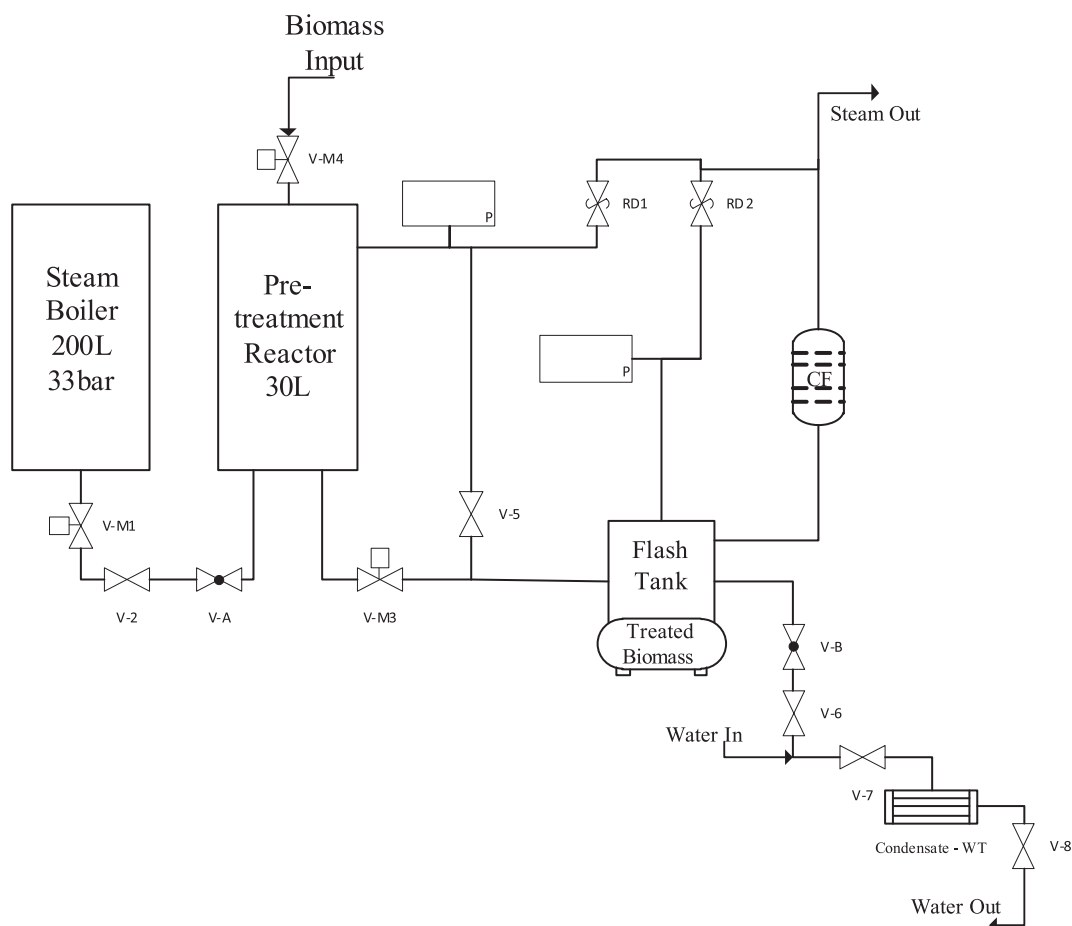 Biomass
Input
Steam Out
V-M4
P
RD1
RD2
Steam
Boiler
200L
33bar
Pre-
treatment
Reactor
30L
P
CF
V-M1
V-5
Flash
Tank
V-2
V-A
V-M3
Treated
Biomass
V-B
V-6
Water In
V-7
Condensate - WT
V-8
Water Out